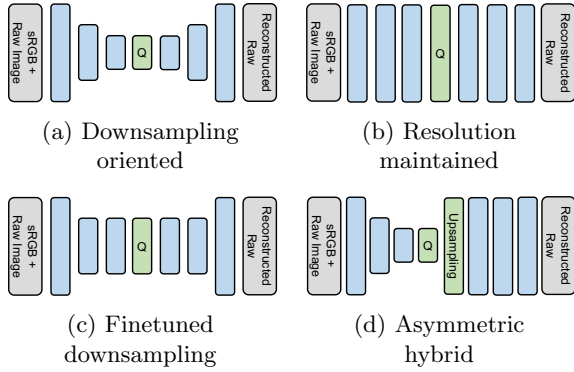 sRGB +
Raw Image
Q
Reconstructed
Raw
sRGB +
Raw Image
Q
Reconstructed
Raw
(a) Downsampling
oriented
(b) Resolution
maintained
sRGB +
Raw Image
Q
Reconstructed
Raw
sRGB +
Raw Image
Q
Upsampling
Reconstructed
Raw
(c) Finetuned
downsampling
(d) Asymmetric
hybrid